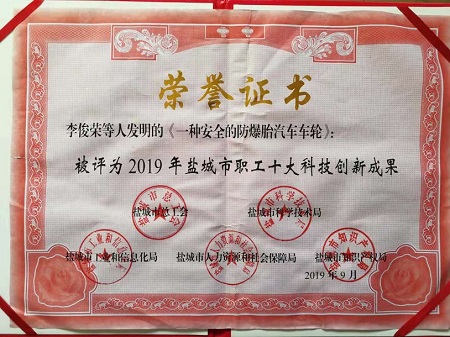 荣誉证书
李俊荣等人发明的《一种安全的防爆胎汽车车轮》：
被评为2019年盐城市职工十大科技创新成果
盐城市总工会 盐城市科学技术局
盐城市工业和信息化局 盐城市人力资源和社会保障局 盐城市知识产权局
2019年9月